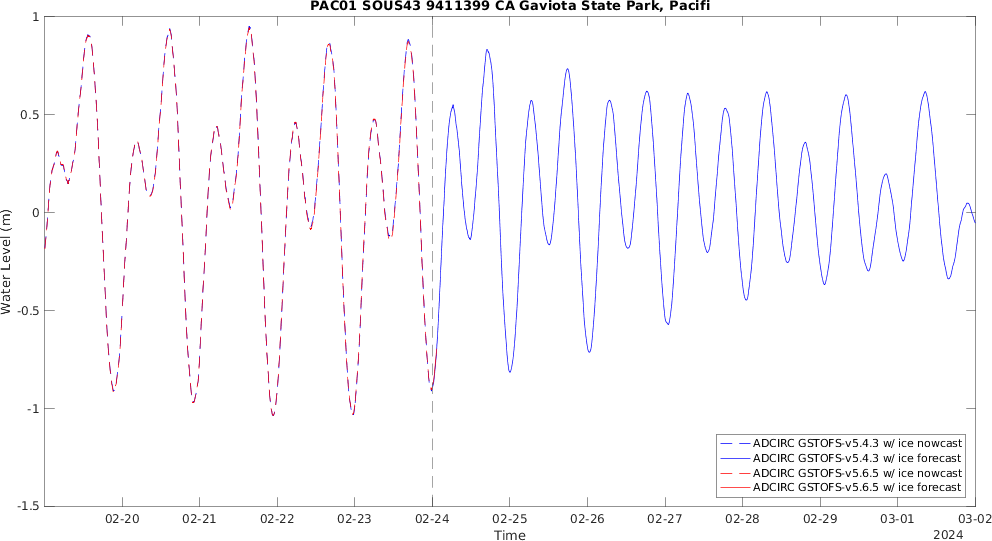 PAC01 SOUS43 9411399 CA Gaviota State Park, Pacifi
1
0.5
0
-0.5
-1
-1.5
Water Level (m)
ADCIRC GSTOFS-v5.4.3 w/ ice nowcast
ADCIRC GSTOFS-v5.4.3 w/ ice forecast
ADCIRC GSTOFS-v5.6.5 w/ ice nowcast
ADCIRC GSTOFS-v5.6.5 w/ ice forecast
02-20 02-21 02-22 02-23 02-24 02-25 02-26 02-27 02-28 02-29 03-01 03-02
Time
2024